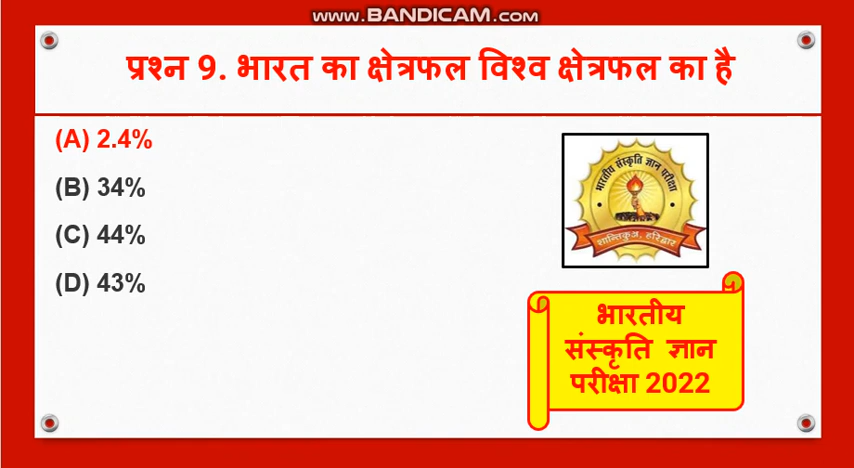 www.BANDICAM.com
प्रश्न 9. भारत का क्षेत्रफल विश्व क्षेत्रफल का है
(A) 2.4%
(B) 34%
(C) 44%
(D) 43%
भारतीय संस्कृति ज्ञान परीक्षा
शान्तिकुञ्ज, हरिद्वार
भारतीय
संस्कृति ज्ञान
परीक्षा 2022